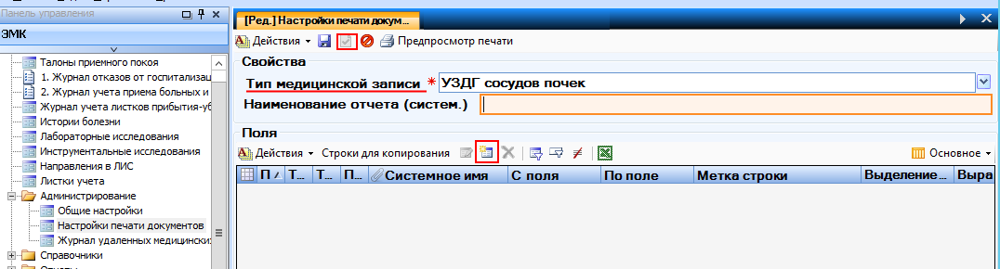 Панель управления
ЭМК
Талоны приемного покоя
1. Журнал отказов от госпитализац
2. Журнал учета приема больных и
Журнал учета листков прибытия-уб
Истории болезни
Лабораторные исследования
Инструментальные исследования
Направления в ЛИС
Листки учета
Администрирование
Общие настройки
Настройки печати документов
Журнал удаленных медицинских
Справочники
[Ред.] Настройки печати докум...
Действия Предпросмотр печати
Свойства
Тип медицинской записи * УЗДГ сосудов почек
Наименование отчета (систем.)
Поля
Действия Строки для копирования Основное
П Т... Т... П... Системное имя С поля По поле Метка строки Выделение... Выра